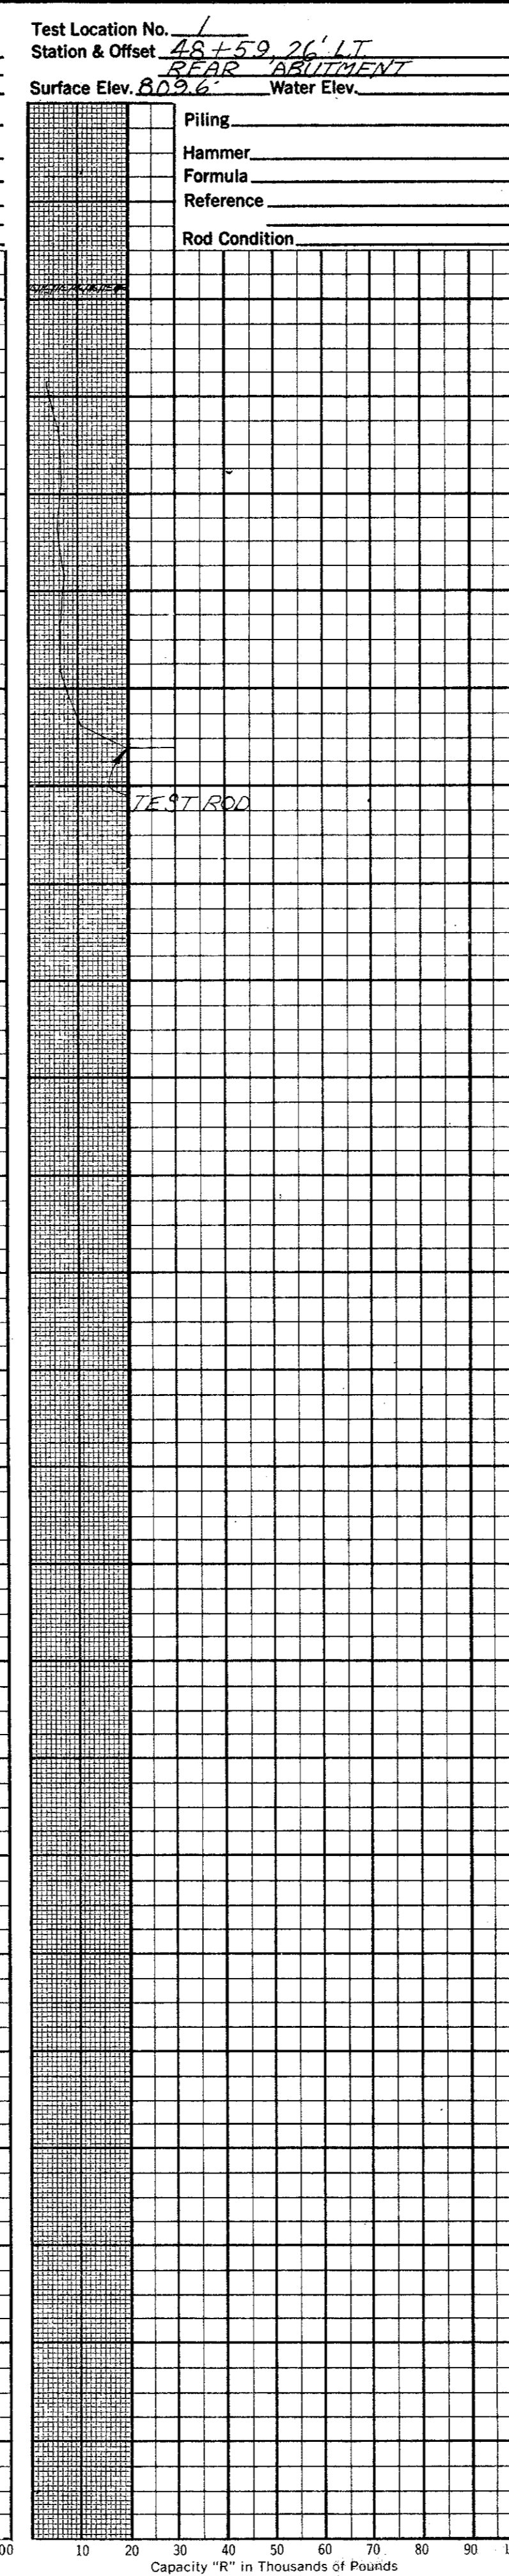 Test Location No. 1
Station & Offset 48+59, 26' LT.
REAR ABUTMENT
Surface Elev. 809.6' Water Elev.
Piling
Hammer
Formula
Reference
Rod Condition
TEST ROD
00 10 20 30 40 50 60 70 80 90 1
Capacity "R" in Thousands of Pounds